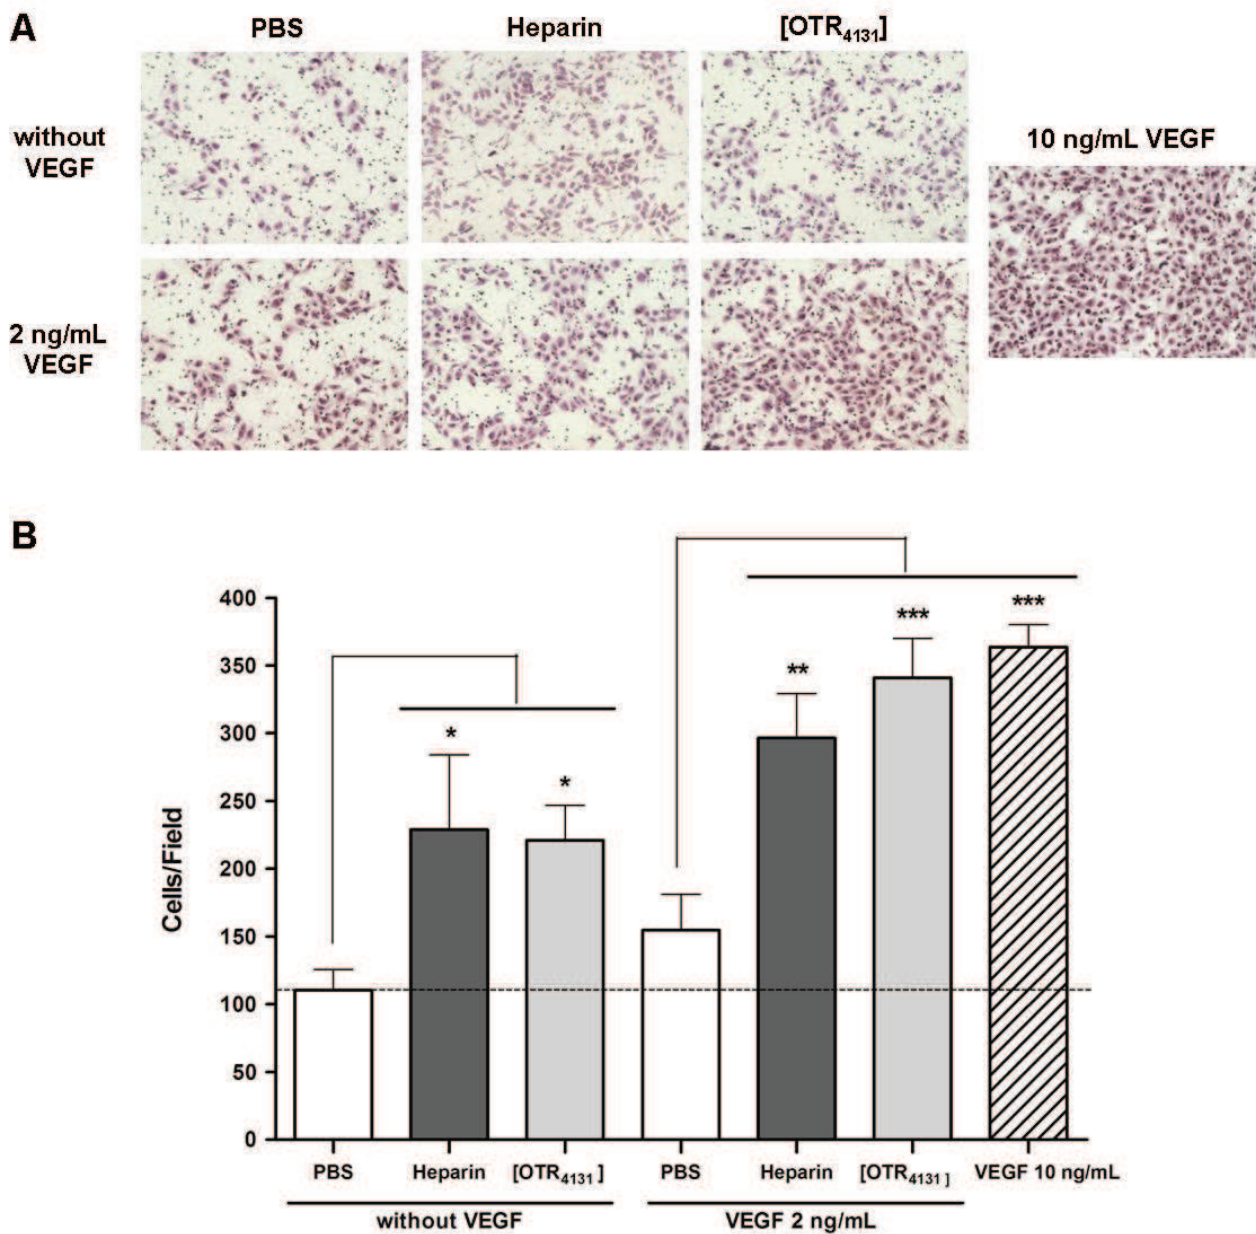 A
PBS
Heparin
[OTR₄₁₃₁]
without
VEGF
10 ng/mL VEGF
2 ng/mL
VEGF
B
Cells/Field
400
350
300
250
200
150
100
50
0
*
*
**
***
***
PBS
Heparin
[OTR₄₁₃₁]
PBS
Heparin
[OTR₄₁₃₁]
VEGF 10 ng/mL
without VEGF
VEGF 2 ng/mL